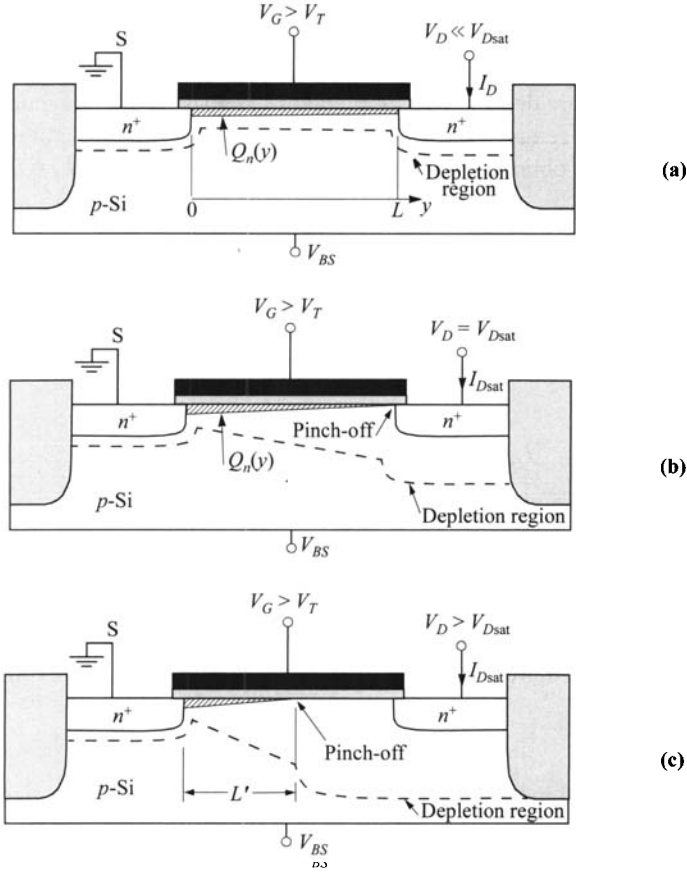 V_G > V_T
V_D ≪ V_Dsat
S
I_D
n⁺
n⁺
Q_n(y)
Depletion
region
(a)
p-Si
0
L
y
V_BS
V_G > V_T
V_D = V_Dsat
S
I_Dsat
n⁺
n⁺
Pinch-off
Q_n(y)
(b)
p-Si
Depletion region
V_BS
V_G > V_T
V_D > V_Dsat
S
I_Dsat
n⁺
n⁺
Pinch-off
(c)
p-Si
L'
Depletion region
V_BS